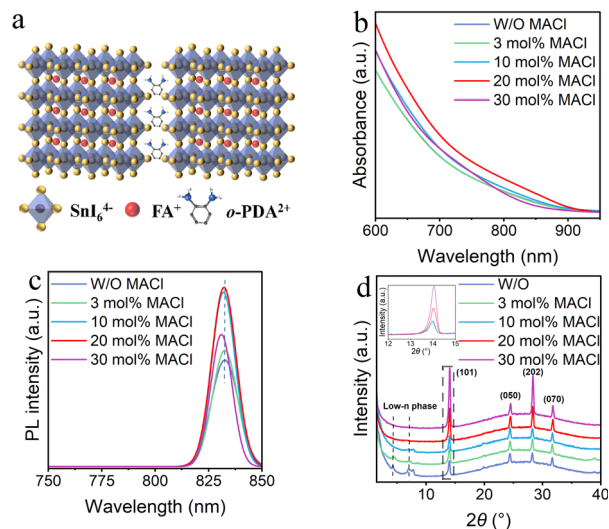 a
SnI₆⁴⁻
FA⁺
o-PDA²⁺
b
W/O MACl
3 mol% MACl
10 mol% MACl
20 mol% MACl
30 mol% MACl
Absorbance (a.u.)
600 700 800 900
Wavelength (nm)
c
W/O MACl
3 mol% MACl
10 mol% MACl
20 mol% MACl
30 mol% MACl
PL intensity (a.u.)
750 775 800 825 850
Wavelength (nm)
d
W/O
3 mol% MACl
10 mol% MACl
20 mol% MACl
30 mol% MACl
Intensity (a.u.)
12 13 14 15
2θ (°)
Low-n phase
(101)
(050)
(202)
(070)
Intensity (a.u.)
10 20 30 40
2θ (°)